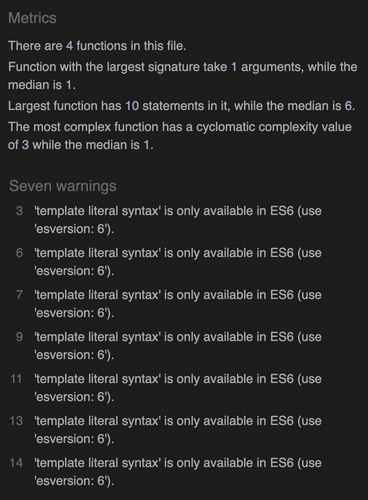 Metrics
There are 4 functions in this file.
Function with the largest signature take 1 arguments, while the
median is 1.
Largest function has 10 statements in it, while the median is 6.
The most complex function has a cyclomatic complexity value
of 3 while the median is 1.
Seven warnings
3 'template literal syntax' is only available in ES6 (use
'esversion: 6').
6 'template literal syntax' is only available in ES6 (use
'esversion: 6').
7 'template literal syntax' is only available in ES6 (use
'esversion: 6').
9 'template literal syntax' is only available in ES6 (use
'esversion: 6').
11 'template literal syntax' is only available in ES6 (use
'esversion: 6').
13 'template literal syntax' is only available in ES6 (use
'esversion: 6').
14 'template literal syntax' is only available in ES6 (use
'esversion: 6').